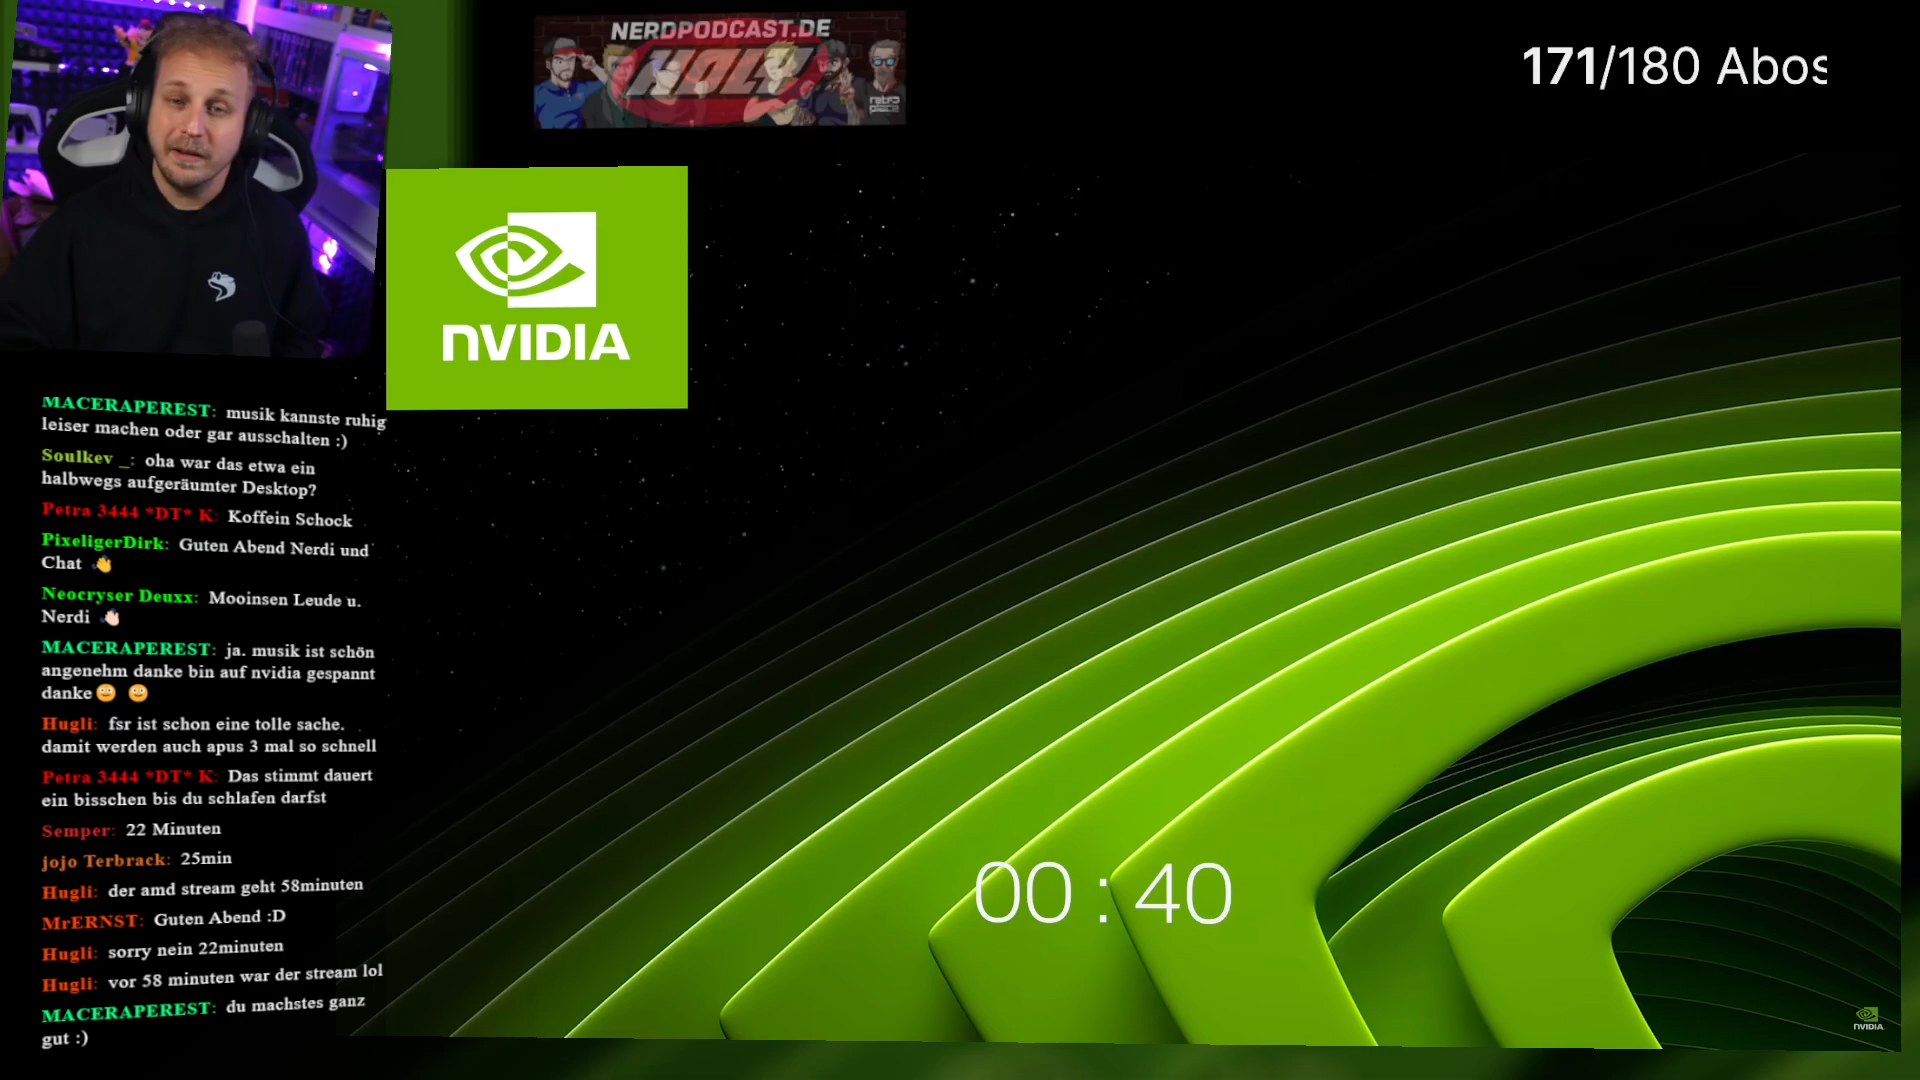 NERDPODCAST.DE
HOLY
retro
place
171/180 Abos
NVIDIA
MACERAPEREST: musik kannste ruhig
leiser machen oder gar ausschalten :)
Soulkev _: oha war das etwa ein
halbwegs aufgeräumter Desktop?
Petra 3444 *DT* K: Koffein Schock
PixeligerDirk: Guten Abend Nerdi und
Chat 👋
Neocryser Deuxx: Mooinsen Leude u.
Nerdi 👋🏻
MACERAPEREST: ja. musik ist schön
angenehm danke bin auf nvidia gespannt
danke😳 😳
Hugli: fsr ist schon eine tolle sache.
damit werden auch apus 3 mal so schnell
Petra 3444 *DT* K: Das stimmt dauert
ein bisschen bis du schlafen darfst
Semper: 22 Minuten
jojo Terbrack: 25min
Hugli: der amd stream geht 58minuten
MrERNST: Guten Abend :D
Hugli: sorry nein 22minuten
Hugli: vor 58 minuten war der stream lol
MACERAPEREST: du machstes ganz
gut :)
00 : 40
NVIDIA.